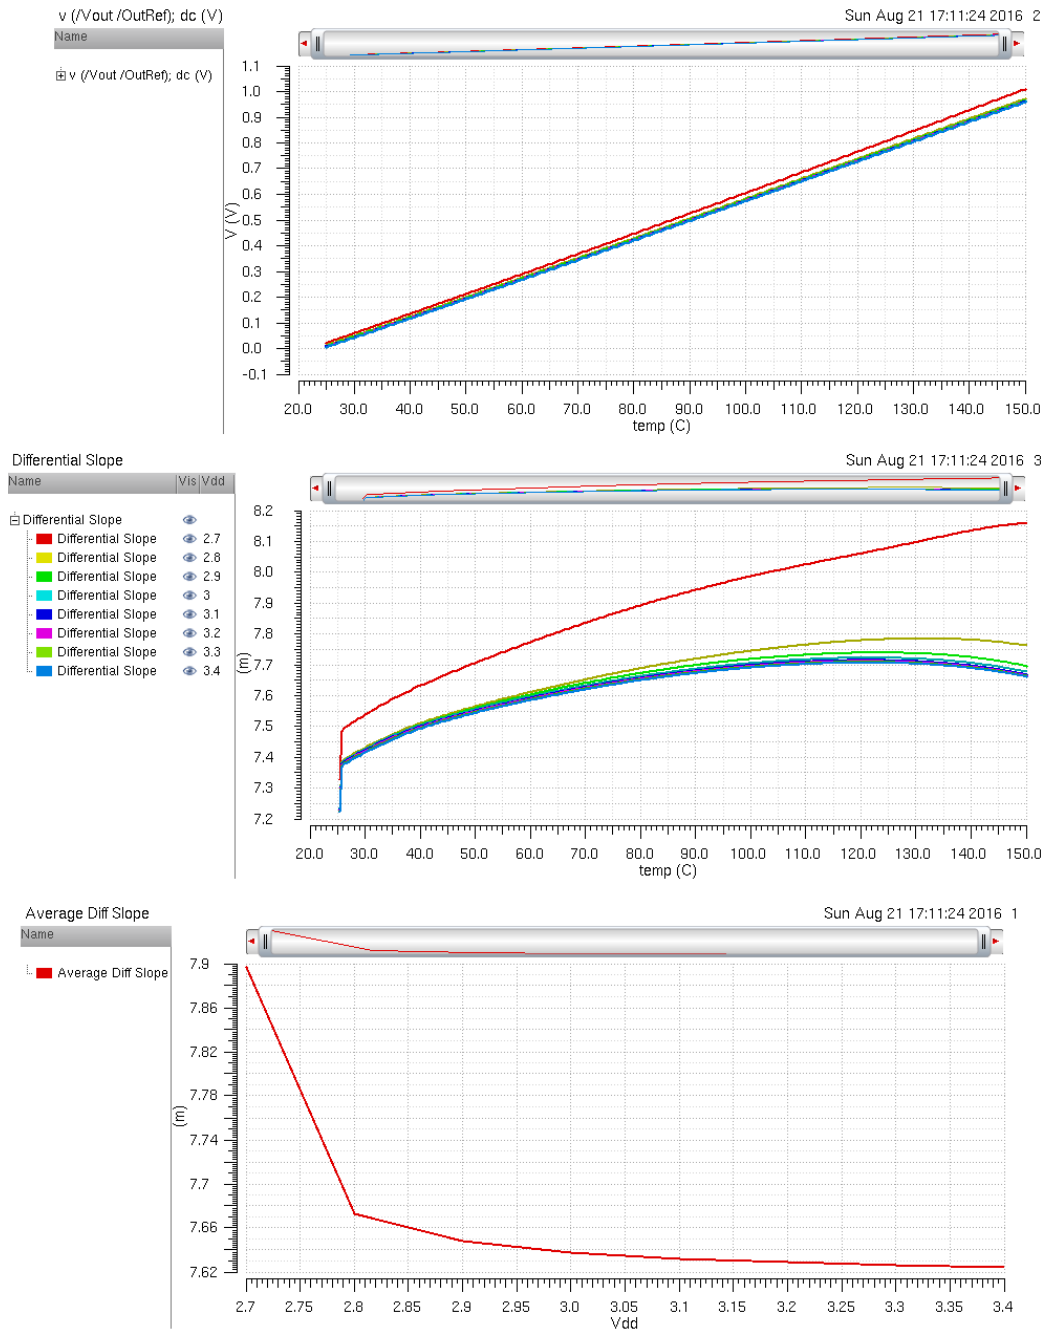 v (/Vout /OutRef); dc (V)
Sun Aug 21 17:11:24 2016 2
Name
v (/Vout /OutRef); dc (V)
1.1
1.0
0.9
0.8
0.7
0.6
0.5
0.4
0.3
0.2
0.1
0.0
-0.1
V (V)
20.0 30.0 40.0 50.0 60.0 70.0 80.0 90.0 100.0 110.0 120.0 130.0 140.0 150.0
temp (C)
Differential Slope
Sun Aug 21 17:11:24 2016 3
Name Vis Vdd
Differential Slope
Differential Slope 2.7
Differential Slope 2.8
Differential Slope 2.9
Differential Slope 3
Differential Slope 3.1
Differential Slope 3.2
Differential Slope 3.3
Differential Slope 3.4
8.2
8.1
8.0
7.9
7.8
7.7
7.6
7.5
7.4
7.3
7.2
(m)
20.0 30.0 40.0 50.0 60.0 70.0 80.0 90.0 100.0 110.0 120.0 130.0 140.0 150.0
temp (C)
Average Diff Slope
Sun Aug 21 17:11:24 2016 1
Name
Average Diff Slope
7.9
7.86
7.82
7.78
7.74
7.7
7.66
7.62
(m)
2.7 2.75 2.8 2.85 2.9 2.95 3.0 3.05 3.1 3.15 3.2 3.25 3.3 3.35 3.4
Vdd